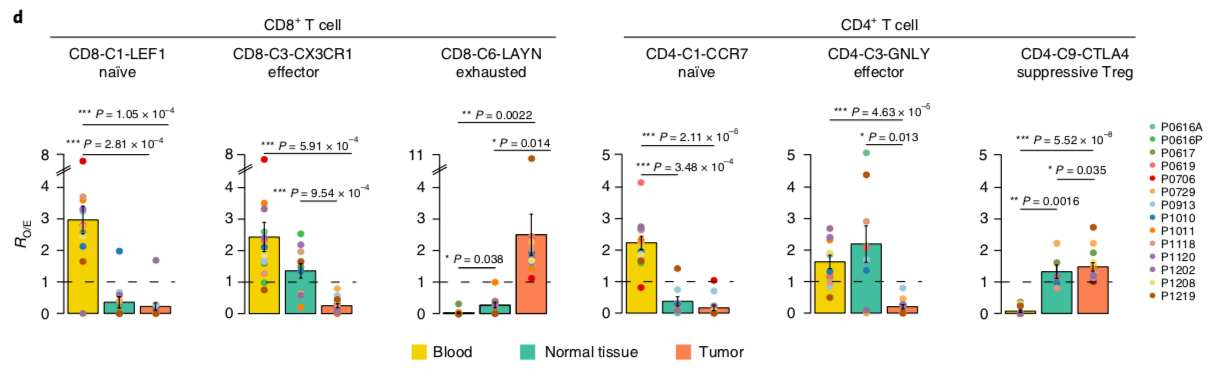 d
CD8⁺ T cell
CD4⁺ T cell
CD8-C1-LEF1
naïve
CD8-C3-CX3CR1
effector
CD8-C6-LAYN
exhausted
CD4-C1-CCR7
naïve
CD4-C3-GNLY
effector
CD4-C9-CTLA4
suppressive Treg
R_O/E
*** P = 1.05 × 10⁻⁴
*** P = 2.81 × 10⁻⁴
8
4
3
2
1
0
*** P = 5.91 × 10⁻⁴
*** P = 9.54 × 10⁻⁴
8
4
3
2
1
0
** P = 0.0022
* P = 0.014
* P = 0.038
11
4
3
2
1
0
*** P = 2.11 × 10⁻⁶
*** P = 3.48 × 10⁻⁴
5
4
3
2
1
0
*** P = 4.63 × 10⁻⁵
* P = 0.013
5
4
3
2
1
0
*** P = 5.52 × 10⁻⁸
* P = 0.035
** P = 0.0016
5
4
3
2
1
0
P0616A
P0616P
P0617
P0619
P0706
P0729
P0913
P1010
P1011
P1118
P1120
P1202
P1208
P1219
Blood
Normal tissue
Tumor